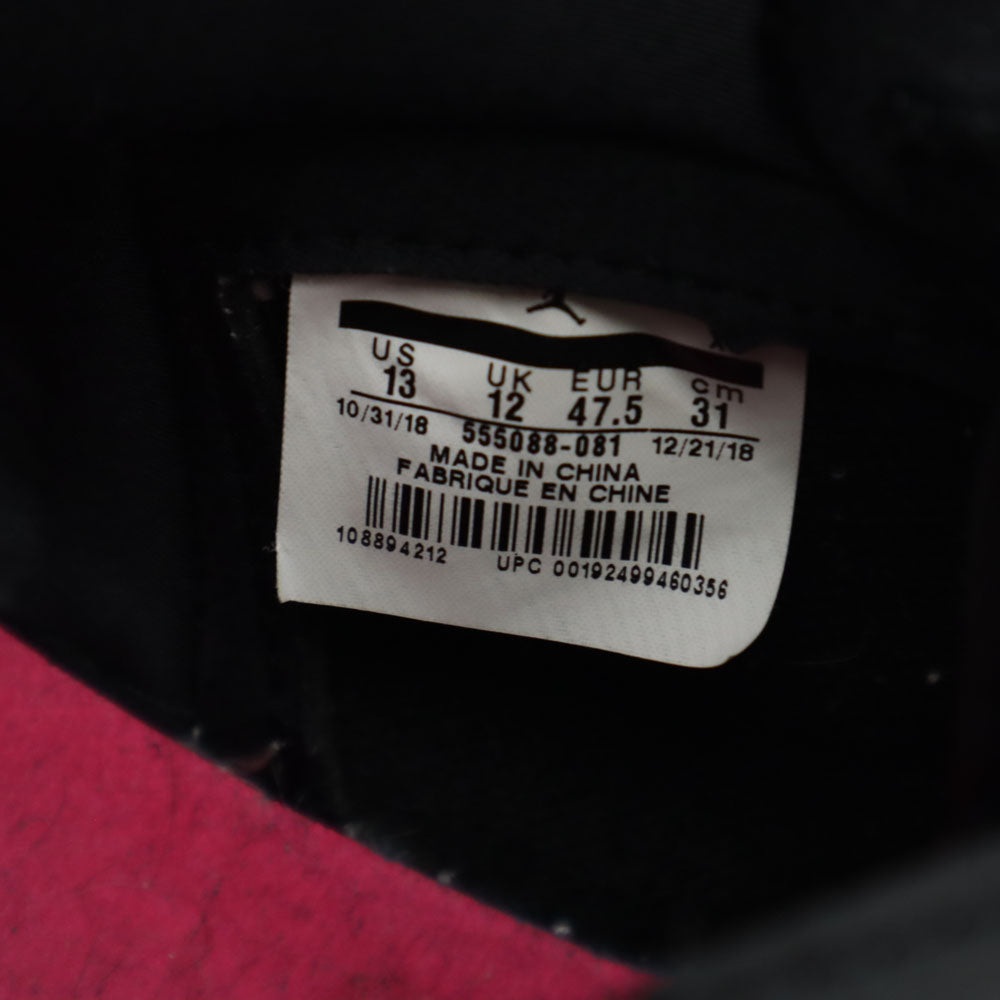 US UK EUR cm
13 12 47.5 31
10/31/18 555088-081 12/21/18
MADE IN CHINA
FABRIQUE EN CHINE
108894212 UPC 00192499460356